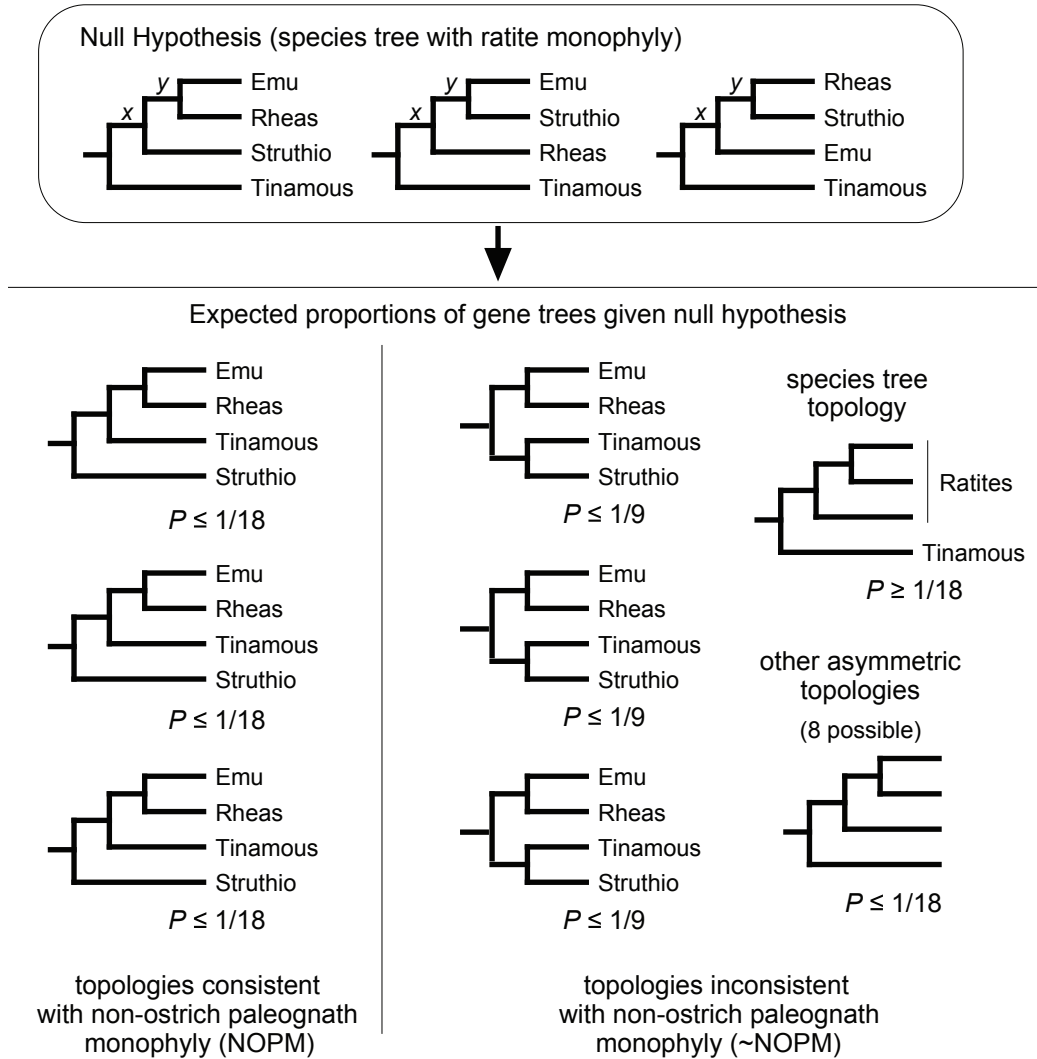 Null Hypothesis (species tree with ratite monophyly)
y
x
Emu
Rheas
Struthio
Tinamous
y
x
Emu
Struthio
Rheas
Tinamous
y
x
Rheas
Struthio
Emu
Tinamous
Expected proportions of gene trees given null hypothesis
Emu
Rheas
Tinamous
Struthio
P ≤ 1/18
Emu
Rheas
Tinamous
Struthio
P ≤ 1/18
Emu
Rheas
Tinamous
Struthio
P ≤ 1/18
topologies consistent
with non-ostrich paleognath
monophyly (NOPM)
Emu
Rheas
Tinamous
Struthio
P ≤ 1/9
Emu
Rheas
Tinamous
Struthio
P ≤ 1/9
Emu
Rheas
Tinamous
Struthio
P ≤ 1/9
species tree
topology
Ratites
Tinamous
P ≥ 1/18
other asymmetric
topologies
(8 possible)
P ≤ 1/18
topologies inconsistent
with non-ostrich paleognath
monophyly (~NOPM)